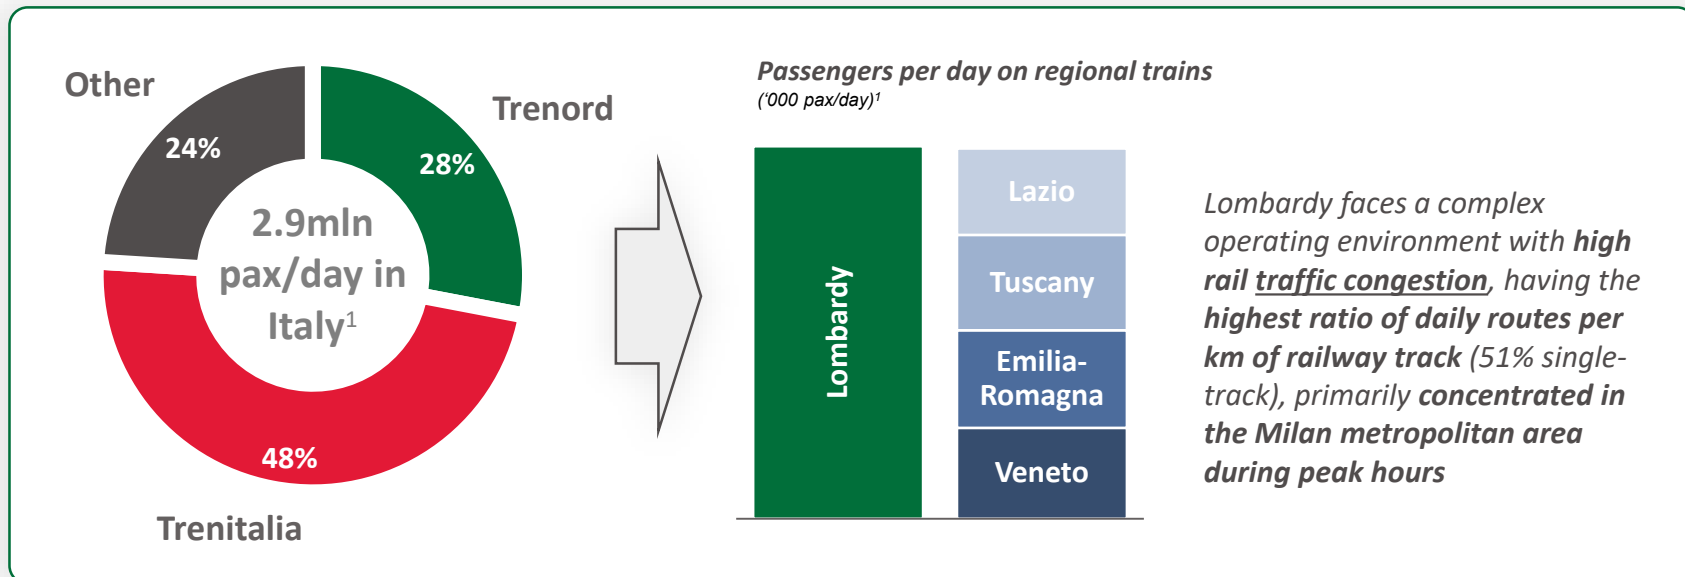 Other
Trenord
24%
28%
2.9mln
pax/day in
Italy¹
48%
Trenitalia
Passengers per day on regional trains
(‘000 pax/day)¹
Lombardy
Lazio
Tuscany
Emilia-
Romagna
Veneto
Lombardy faces a complex
operating environment with high
rail traffic congestion, having the
highest ratio of daily routes per
km of railway track (51% single-
track), primarily concentrated in
the Milan metropolitan area
during peak hours